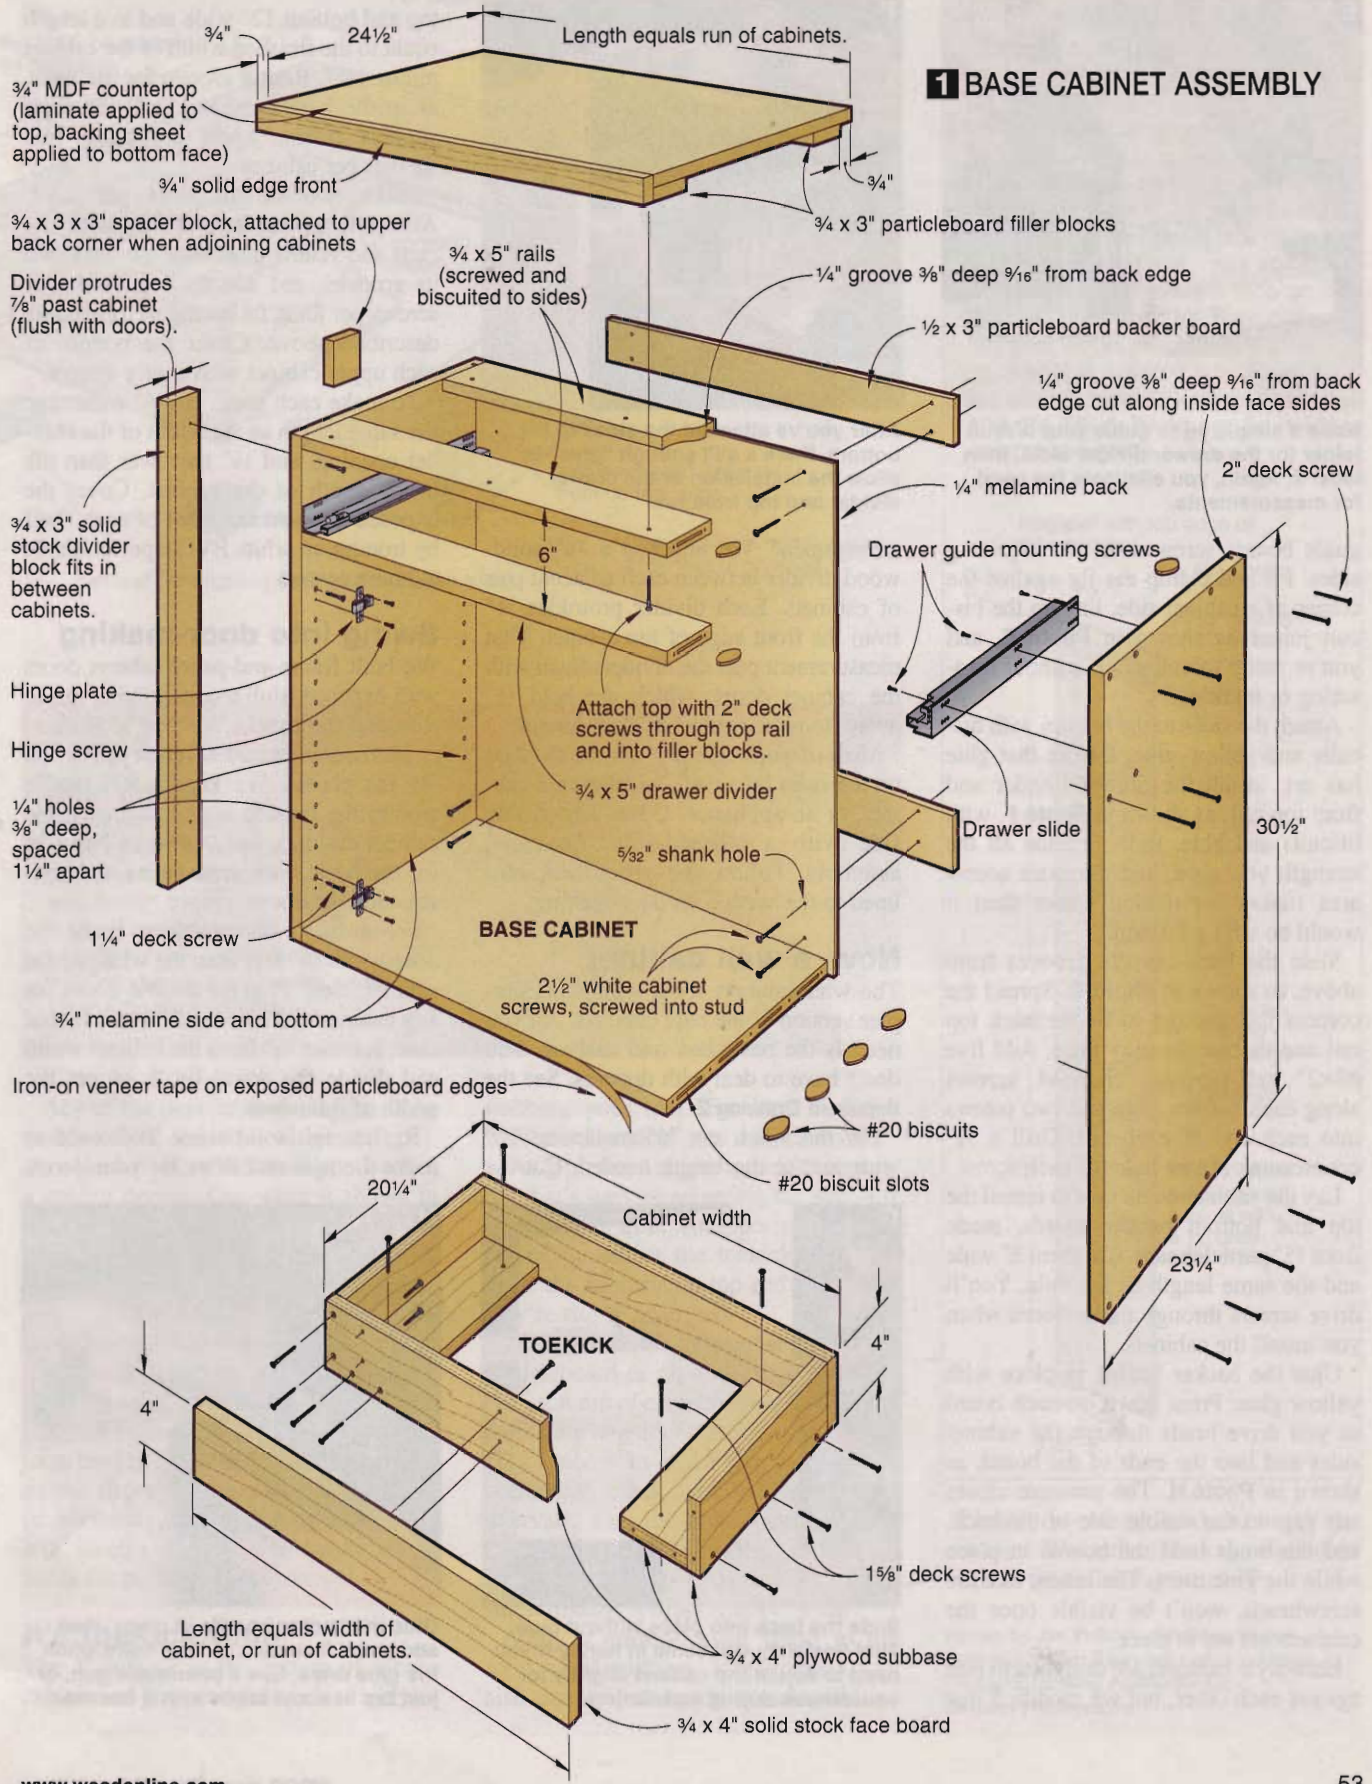 1 BASE CABINET ASSEMBLY
¾"
24½"
Length equals run of cabinets.
¾" MDF countertop
(laminate applied to
top, backing sheet
applied to bottom face)
¾" solid edge front
¾"
¾ x 3" particleboard filler blocks
¾ x 3 x 3" spacer block, attached to upper
back corner when adjoining cabinets
¾ x 5" rails
(screwed and
biscuited to sides)
¼" groove ⅜" deep 9⁄16" from back edge
Divider protrudes
⅞" past cabinet
(flush with doors).
½ x 3" particleboard backer board
¼" groove ⅜" deep 9⁄16" from back
edge cut along inside face sides
2" deck screw
¼" melamine back
¾ x 3" solid
stock divider
block fits in
between
cabinets.
6"
Drawer guide mounting screws
Hinge plate
Attach top with 2" deck
screws through top rail
and into filler blocks.
Hinge screw
¾ x 5" drawer divider
¼" holes
⅜" deep,
spaced
1¼" apart
Drawer slide
30½"
5⁄32" shank hole
1¼" deck screw
BASE CABINET
2½" white cabinet
screws, screwed into stud
¾" melamine side and bottom
Iron-on veneer tape on exposed particleboard edges
#20 biscuits
#20 biscuit slots
20¼"
Cabinet width
23¼"
TOEKICK
4"
4"
1⅝" deck screws
Length equals width of
cabinet, or run of cabinets.
¾ x 4" plywood subbase
¾ x 4" solid stock face board
www.woodonline.com
53